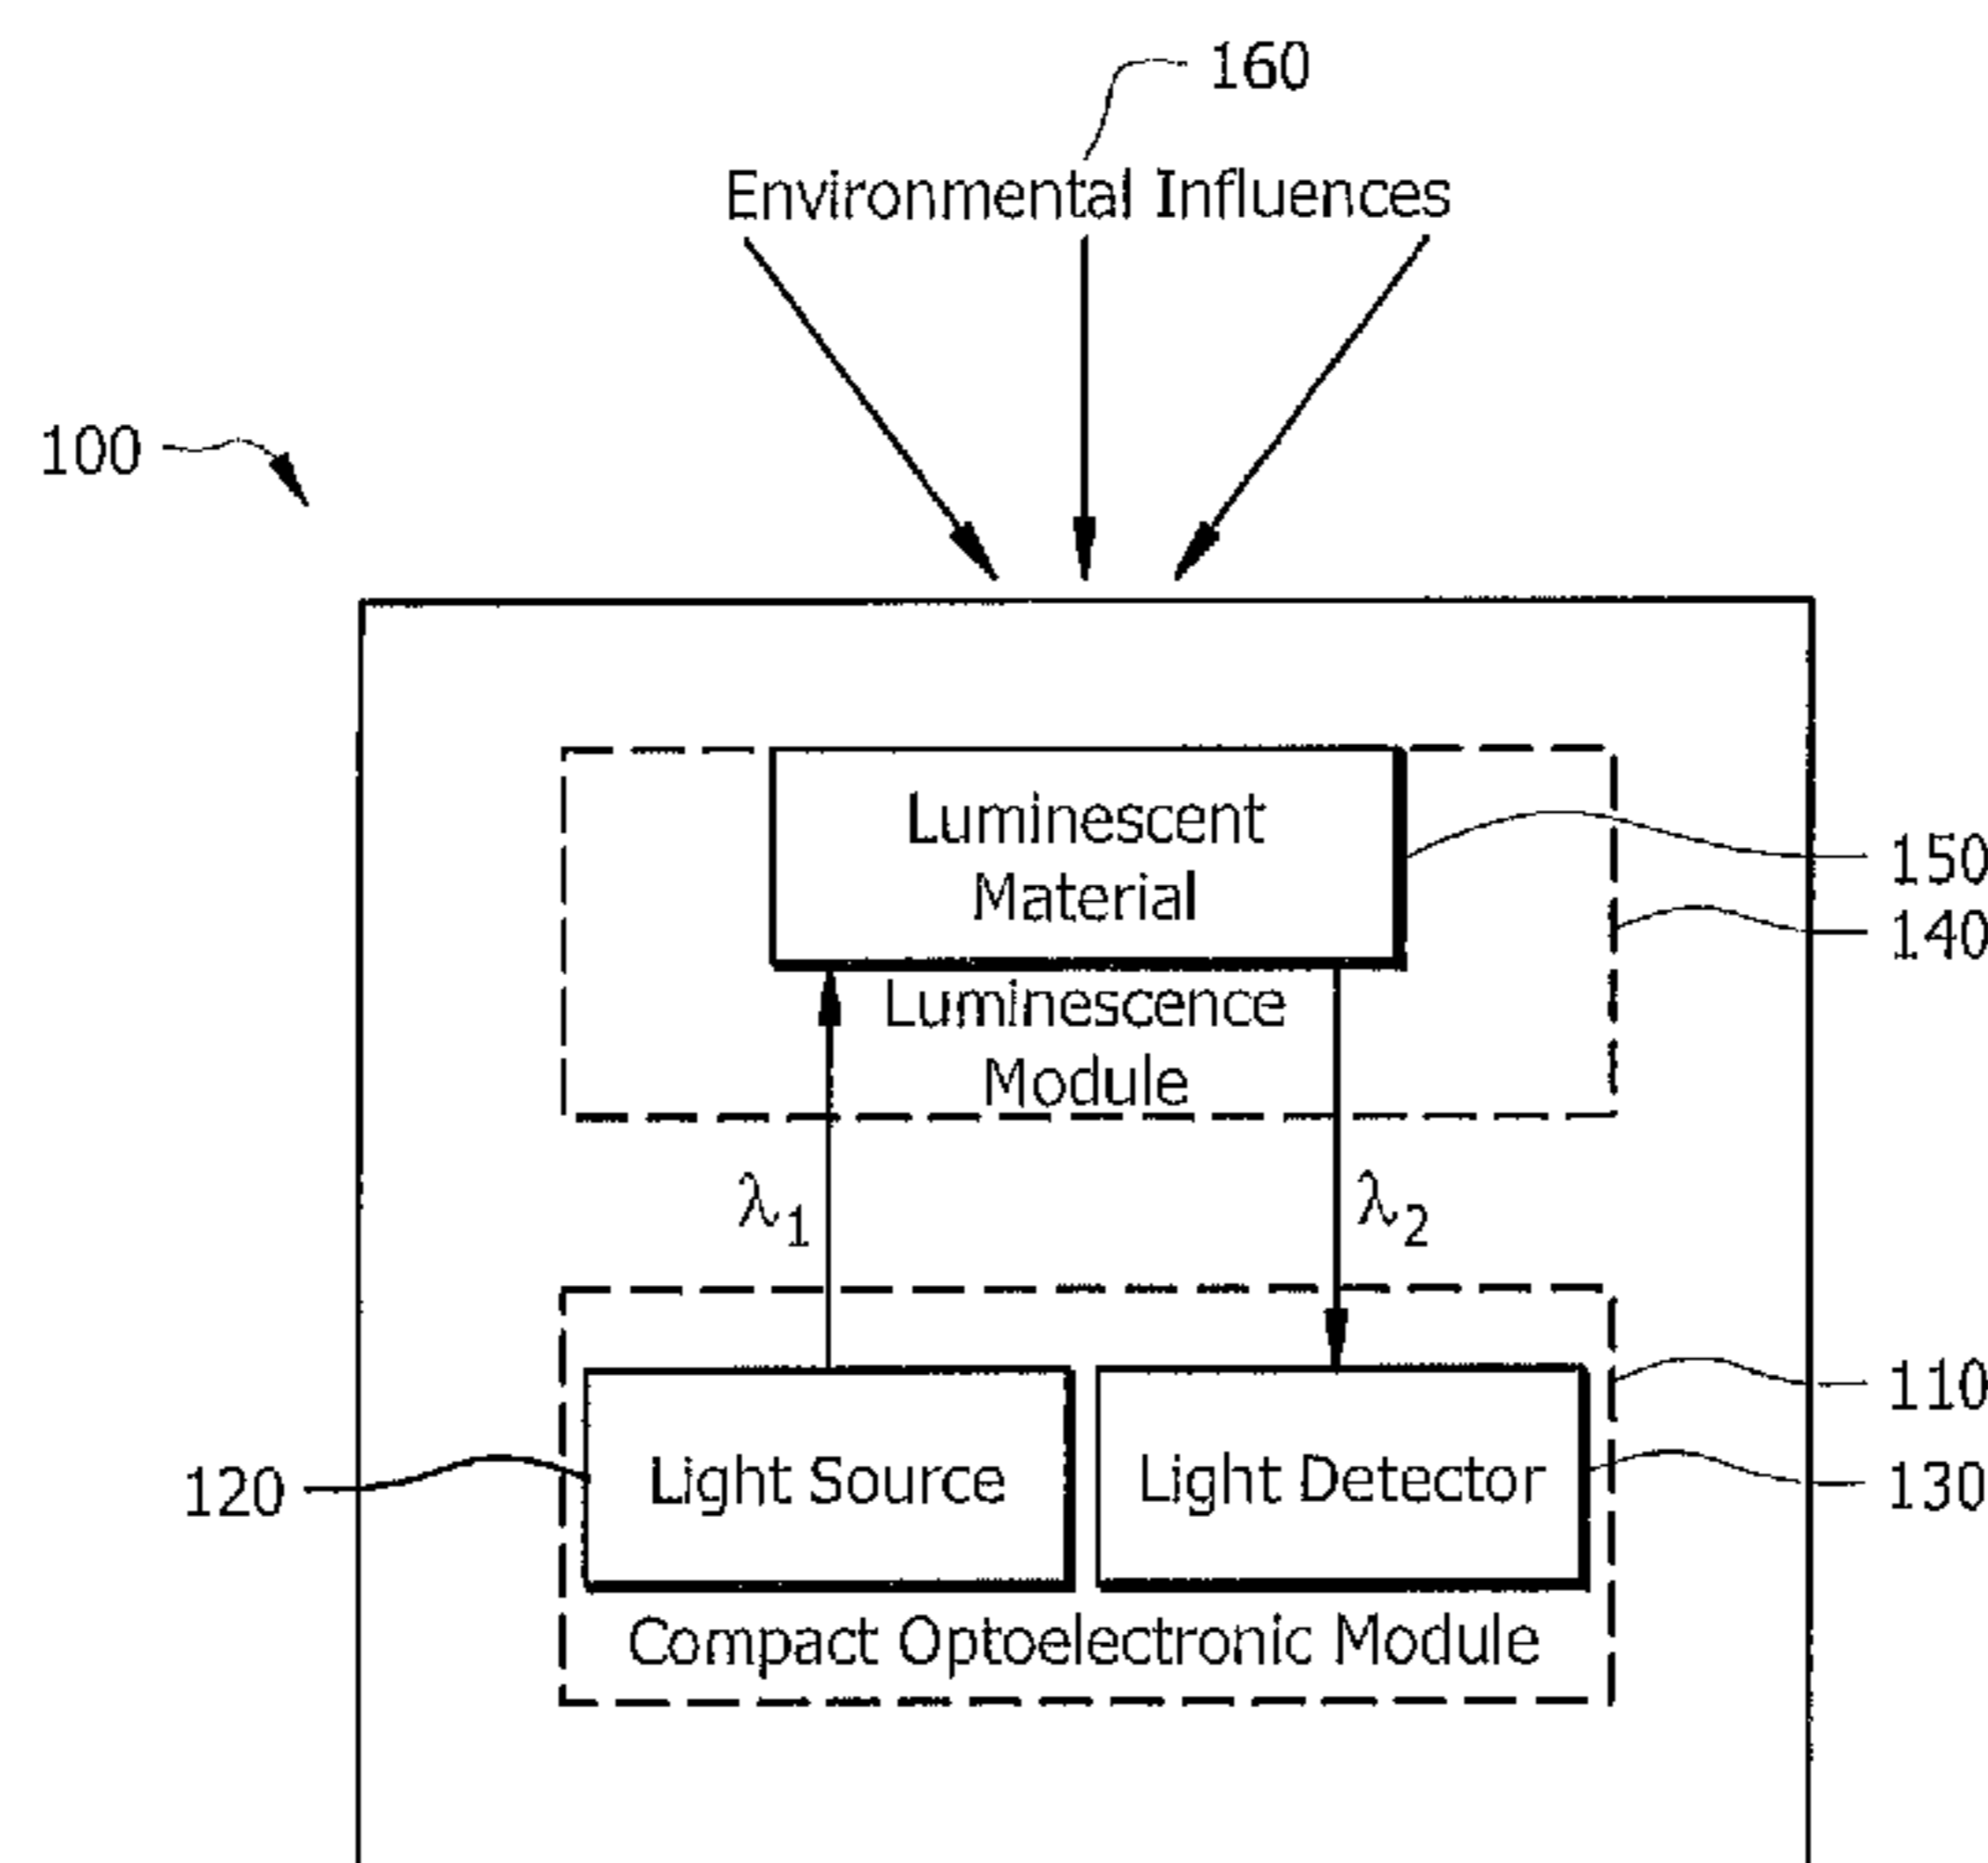 160
Environmental Influences
100
Luminescent
Material
150
140
Luminescence
Module
λ1
λ2
110
120
Light Source
Light Detector
130
Compact Optoelectronic Module